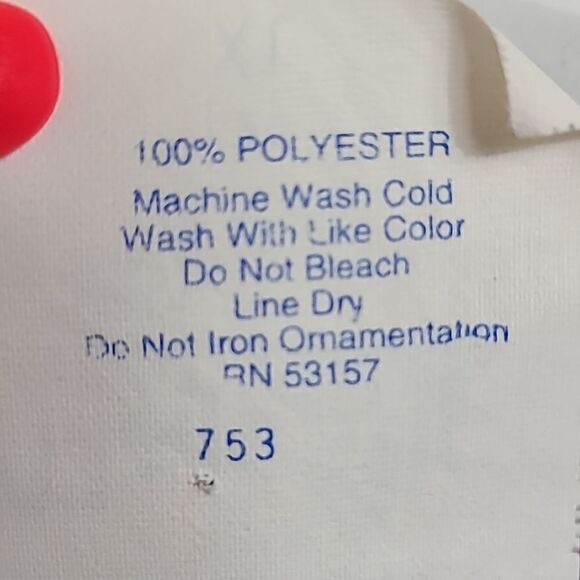 100% POLYESTER
Machine Wash Cold
Wash With Like Color
Do Not Bleach
Line Dry
Do Not Iron Ornamentation
RN 53157
753